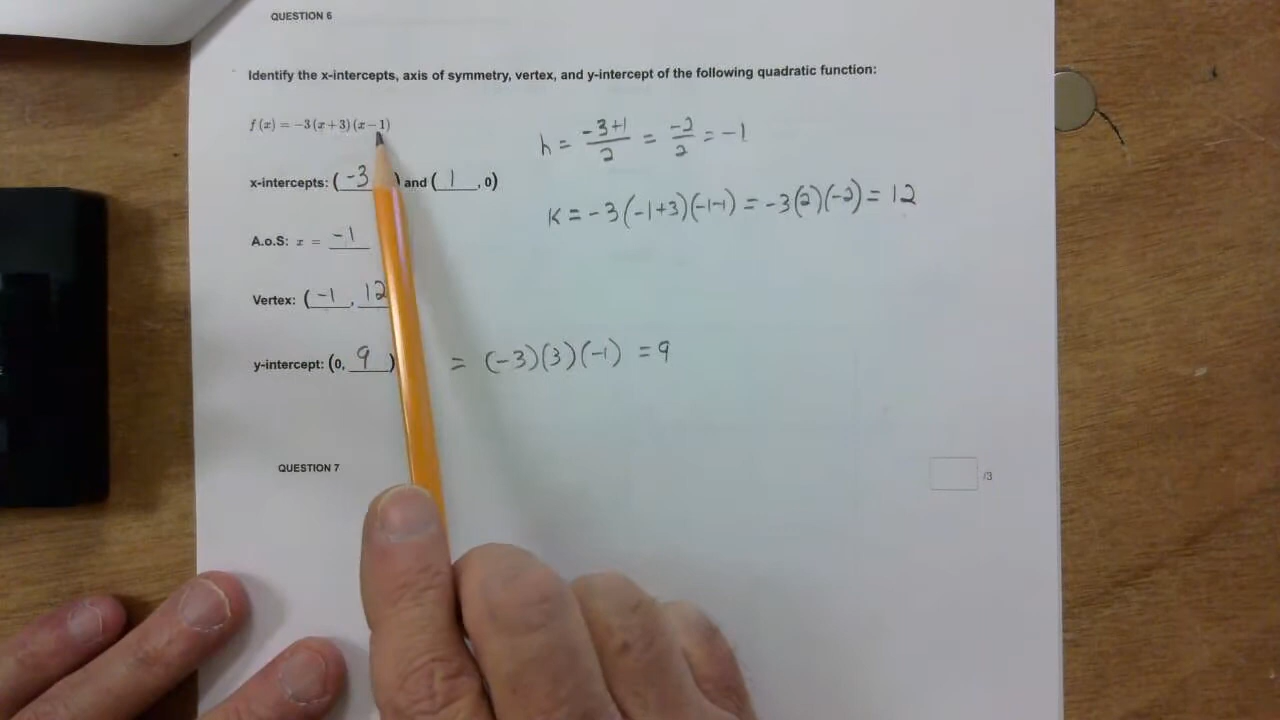 QUESTION 6
Identify the x-intercepts, axis of symmetry, vertex, and y-intercept of the following quadratic function:
f(x) = −3(x+3)(x−1)
h = -3+1/2 = -2/2 = -1
x-intercepts: (-3 ) and (1, 0)
K = -3(-1+3)(-1-1) = -3(2)(-2) = 12
A.o.S: x = -1
Vertex: (-1, 12
y-intercept: (0, 9) = (-3)(3)(-1) = 9
QUESTION 7
/3